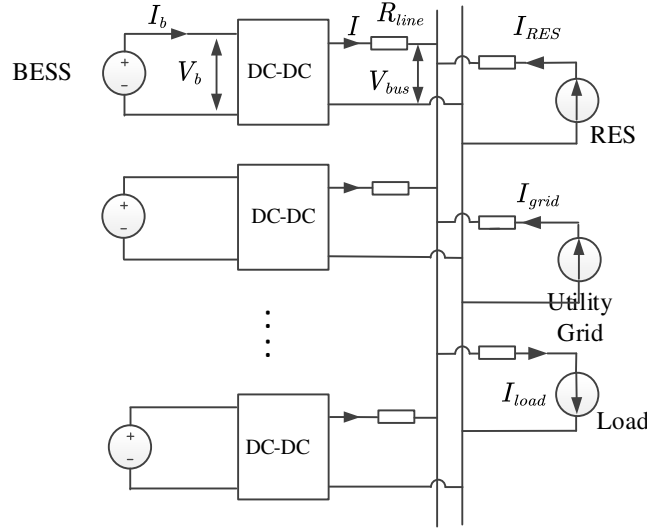 I_b
I
R_line
I_RES
BESS
+
−
V_b
DC-DC
V_bus
RES
+
−
DC-DC
I_grid
Utility
Grid
I_load
Load
+
−
DC-DC